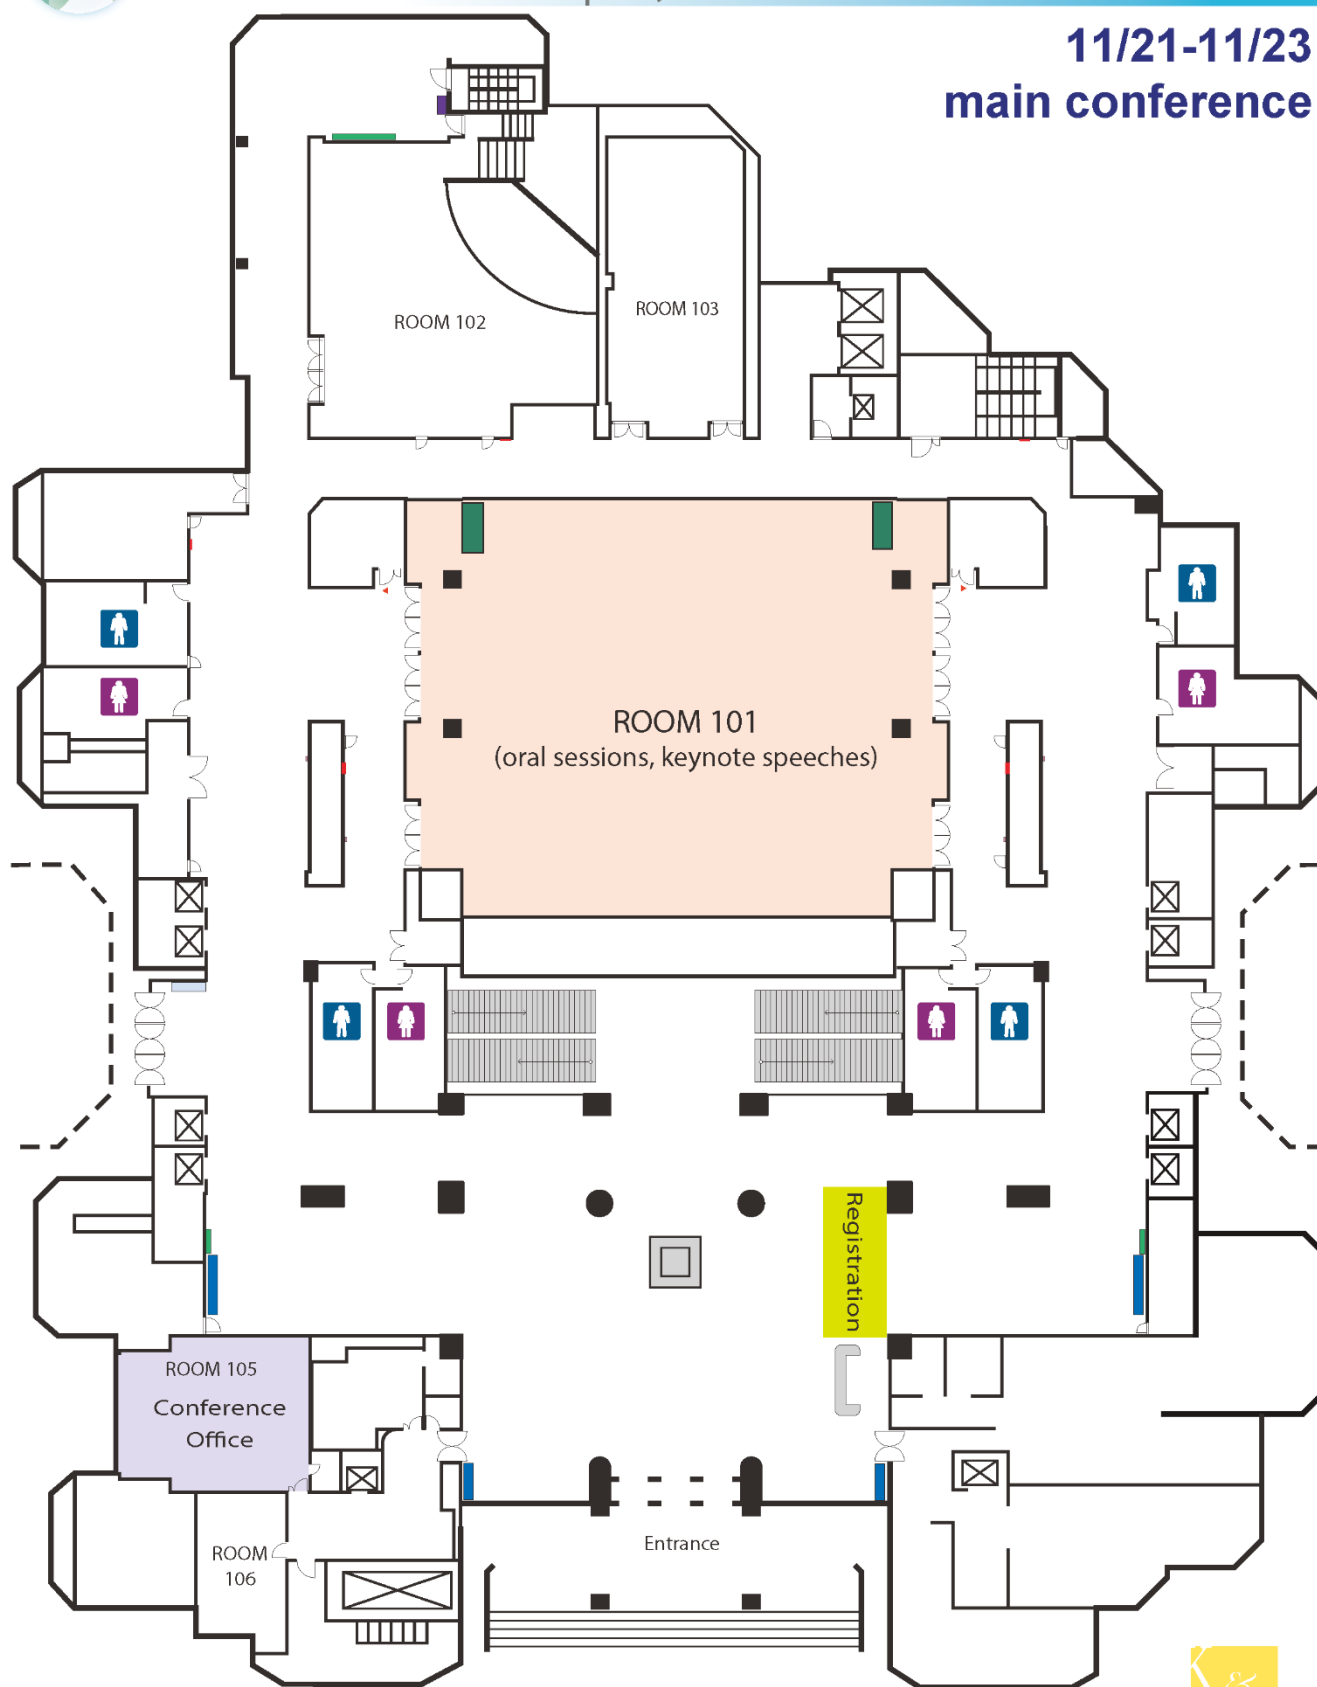 11/21-11/23
main conference
ROOM 102
ROOM 103
ROOM 101
(oral sessions, keynote speeches)
Registration
ROOM 105
Conference
Office
ROOM
106
Entrance
K
&